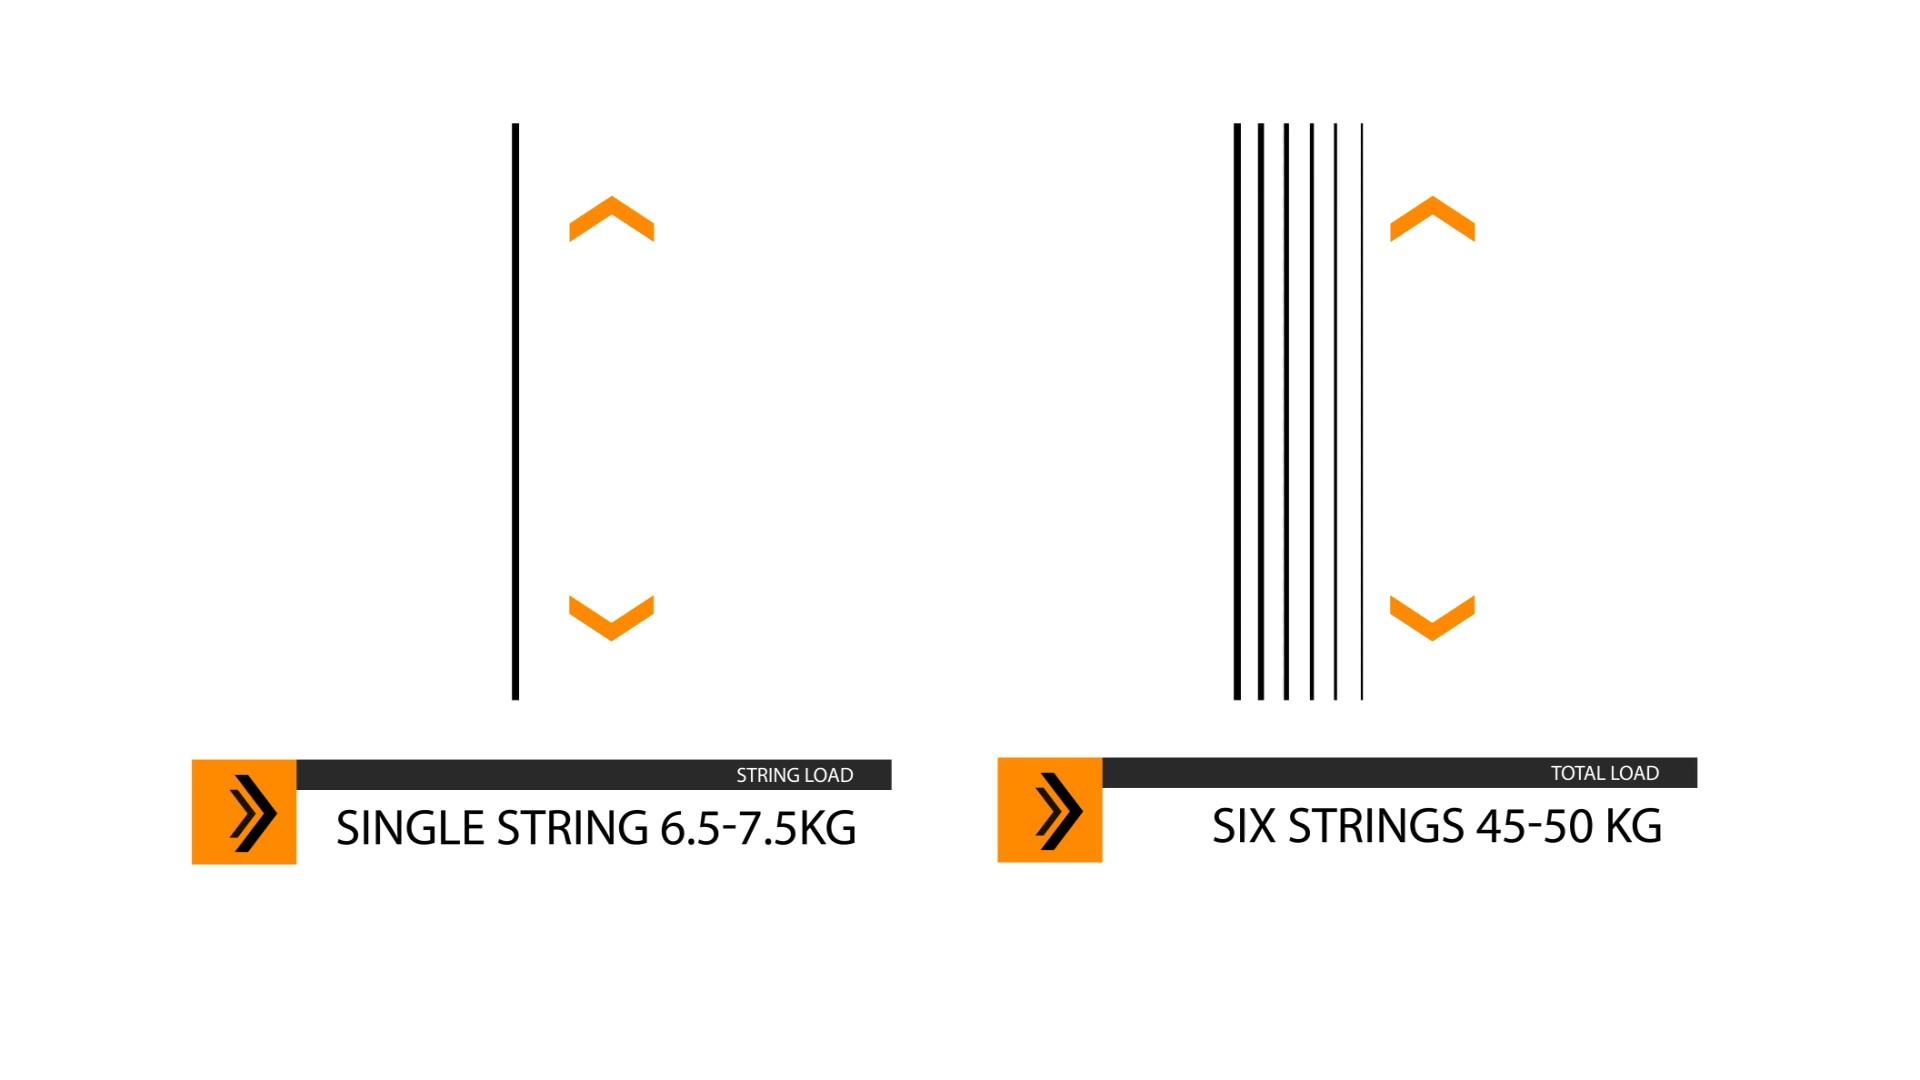 STRING LOAD
SINGLE STRING 6.5-7.5KG
TOTAL LOAD
SIX STRINGS 45-50 KG